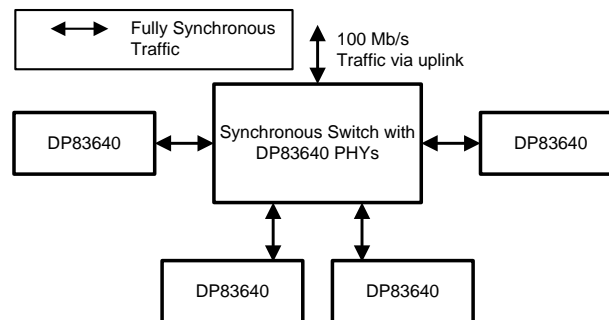 Fully Synchronous
Traffic
100 Mb/s
Traffic via uplink
DP83640
Synchronous Switch with
DP83640 PHYs
DP83640
DP83640
DP83640